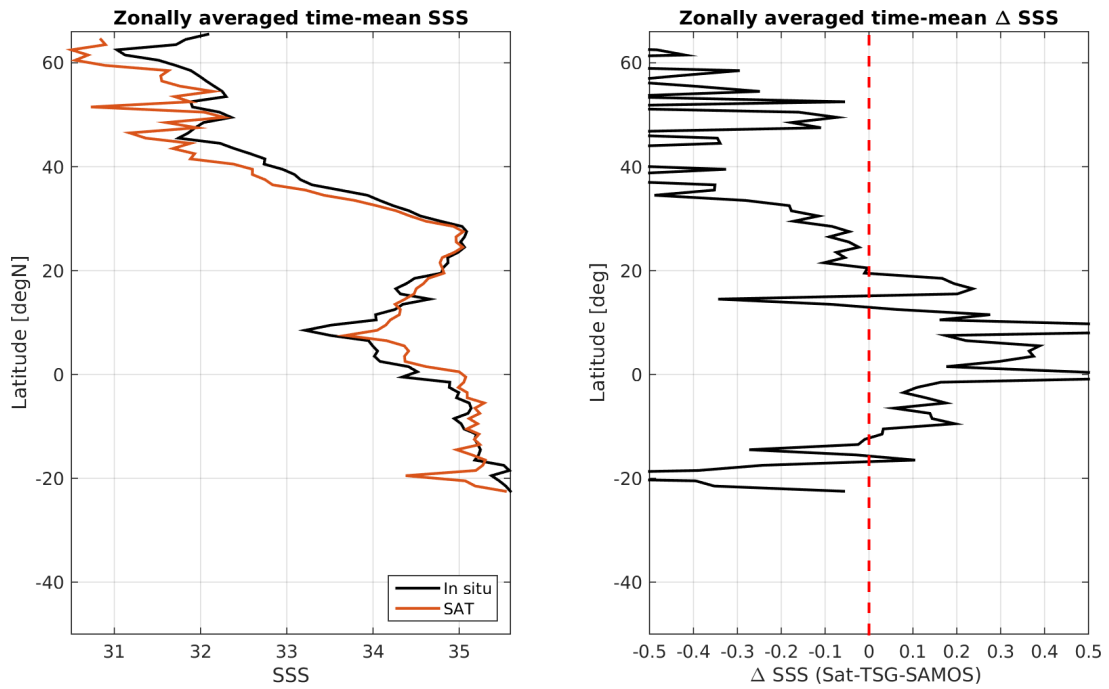 Zonally averaged time-mean SSS
Latitude [degN]
60
40
20
0
-20
-40
31
32
33
34
35
SSS
In situ
SAT
Zonally averaged time-mean Δ SSS
Latitude [deg]
60
40
20
0
-20
-40
-0.5 -0.4 -0.3 -0.2 -0.1 0 0.1 0.2 0.3 0.4 0.5
Δ SSS (Sat-TSG-SAMOS)